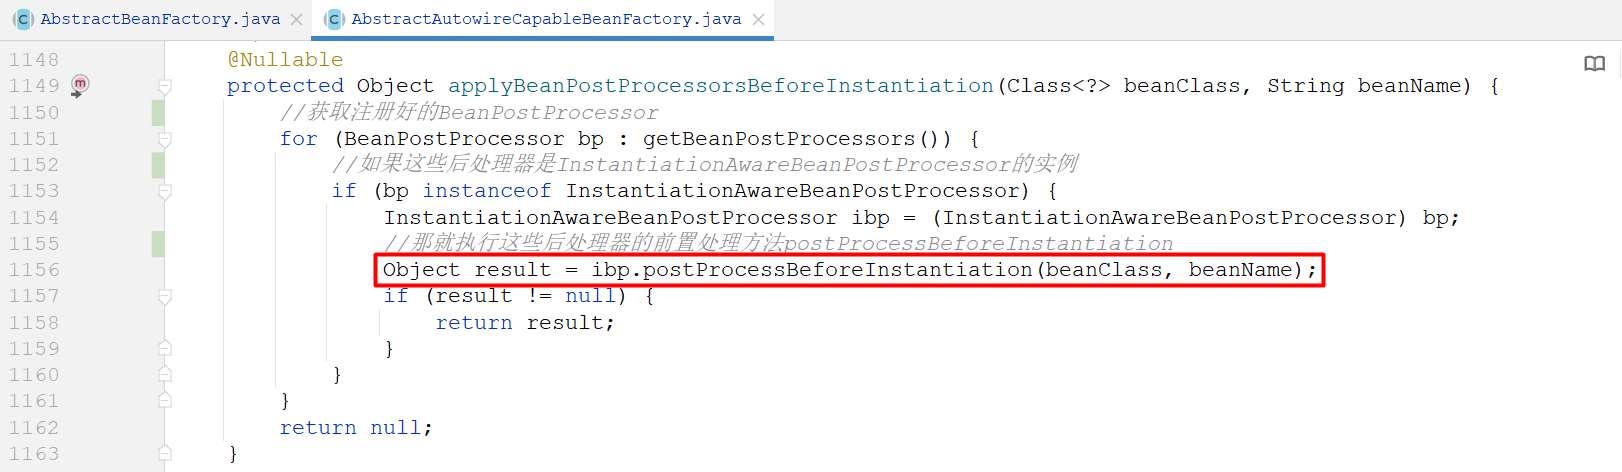 AbstractBeanFactory.java AbstractAutowireCapableBeanFactory.java
1148 @Nullable
1149 protected Object applyBeanPostProcessorsBeforeInstantiation(Class<?> beanClass, String beanName) {
1150 //获取注册好的BeanPostProcessor
1151 for (BeanPostProcessor bp : getBeanPostProcessors()) {
1152 //如果这些后处理器是InstantiationAwareBeanPostProcessor的实例
1153 if (bp instanceof InstantiationAwareBeanPostProcessor) {
1154 InstantiationAwareBeanPostProcessor ibp = (InstantiationAwareBeanPostProcessor) bp;
1155 //那就执行这些后处理器的前置处理方法postProcessBeforeInstantiation
1156 Object result = ibp.postProcessBeforeInstantiation(beanClass, beanName);
1157 if (result != null) {
1158 return result;
1159 }
1160 }
1161 }
1162 return null;
1163 }